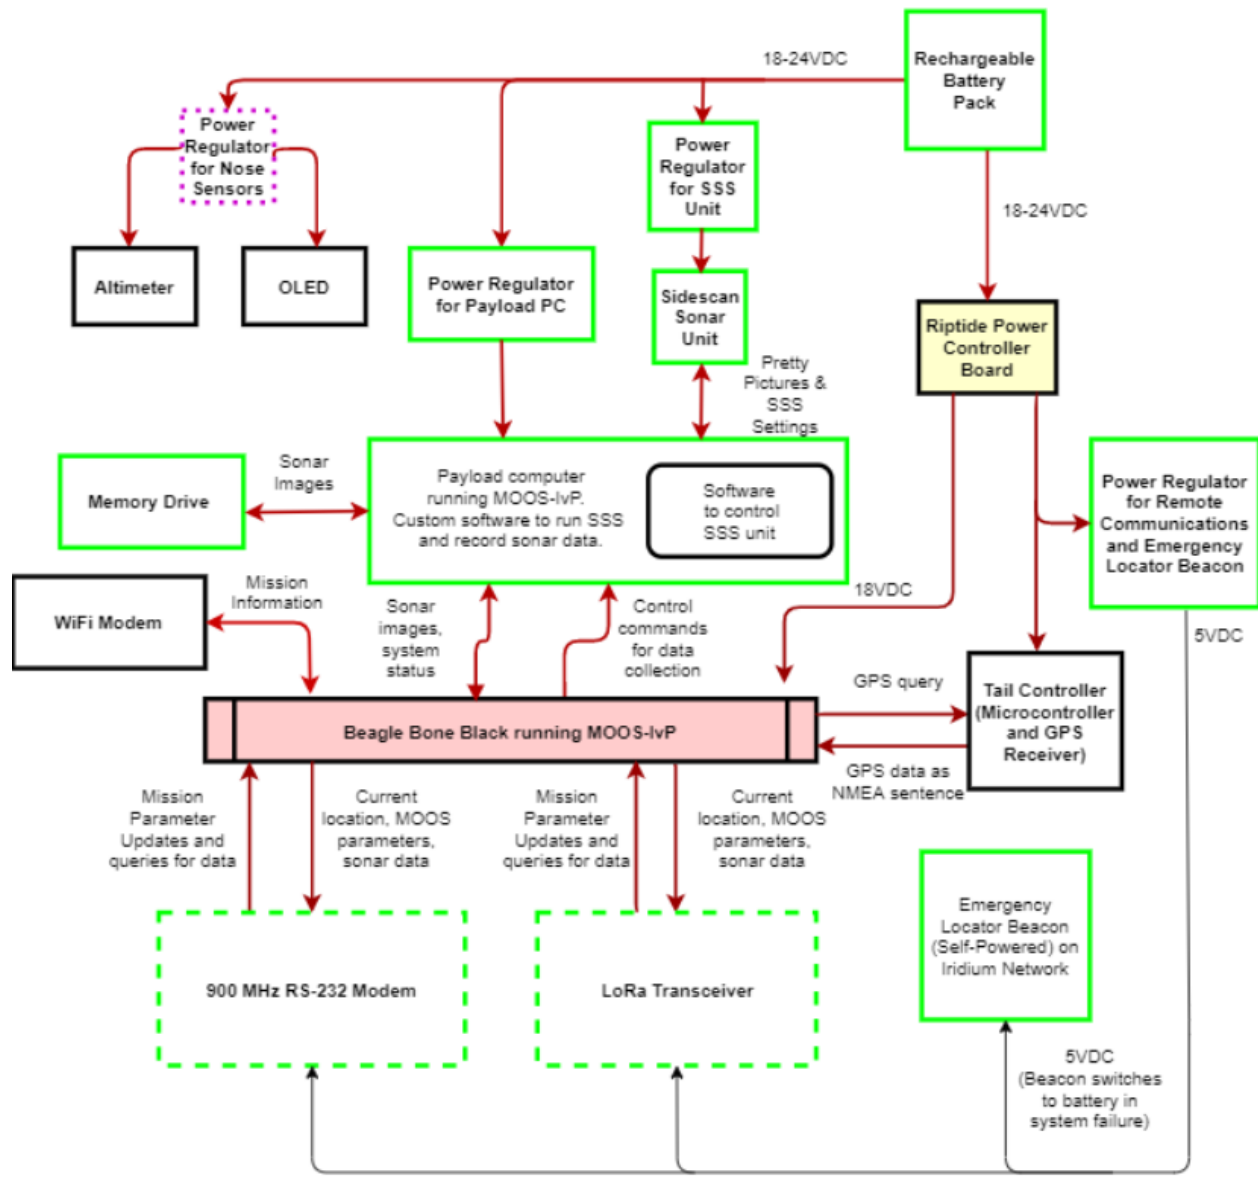 18-24VDC
Rechargeable
Battery
Pack
Power
Regulator
for Nose
Sensors
Power
Regulator
for SSS
Unit
18-24VDC
Altimeter
OLED
Power Regulator
for Payload PC
Sidescan
Sonar
Unit
Riptide Power
Controller
Board
Pretty
Pictures &
SSS
Settings
Memory Drive
Sonar
Images
Payload computer
running MOOS-IvP.
Custom software to run SSS
and record sonar data.
Software
to control
SSS unit
Power Regulator
for Remote
Communications
and Emergency
Locator Beacon
WiFi Modem
Mission
Information
Sonar
images,
system
status
Control
commands
for data
collection
18VDC
5VDC
GPS query
Tail Controller
(Microcontroller
and GPS
Receiver)
Beagle Bone Black running MOOS-IvP
GPS data as
NMEA sentence
Mission
Parameter
Updates and
queries for data
Current
location, MOOS
parameters,
sonar data
Mission
Parameter
Updates and
queries for data
Current
location, MOOS
parameters,
sonar data
Emergency
Locator Beacon
(Self-Powered) on
Iridium Network
900 MHz RS-232 Modem
LoRa Transceiver
5VDC
(Beacon switches
to battery in
system failure)